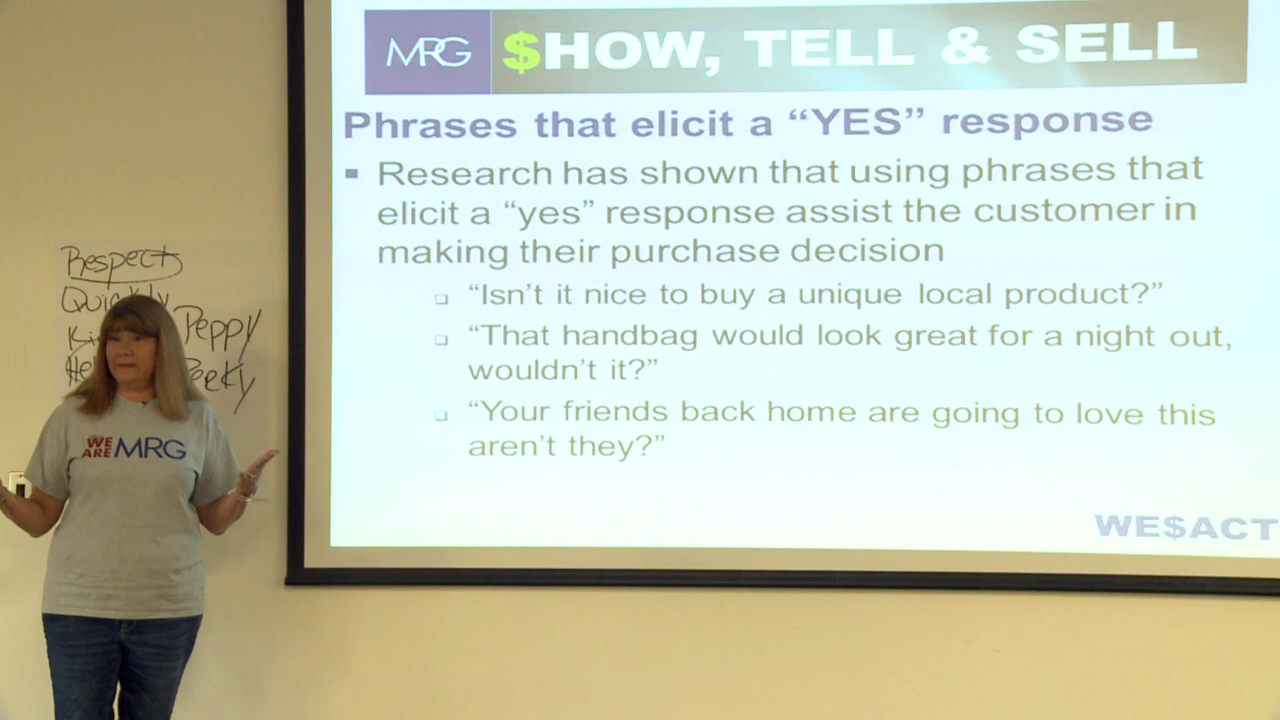 MRG $HOW, TELL & SELL
Phrases that elicit a “YES” response
Research has shown that using phrases that
elicit a “yes” response assist the customer in
making their purchase decision
“Isn't it nice to buy a unique local product?”
“That handbag would look great for a night out,
wouldn't it?”
“Your friends back home are going to love this
aren't they?”
WE$ACT
Respects
Quickly
Peppy
WE
ARE MRG